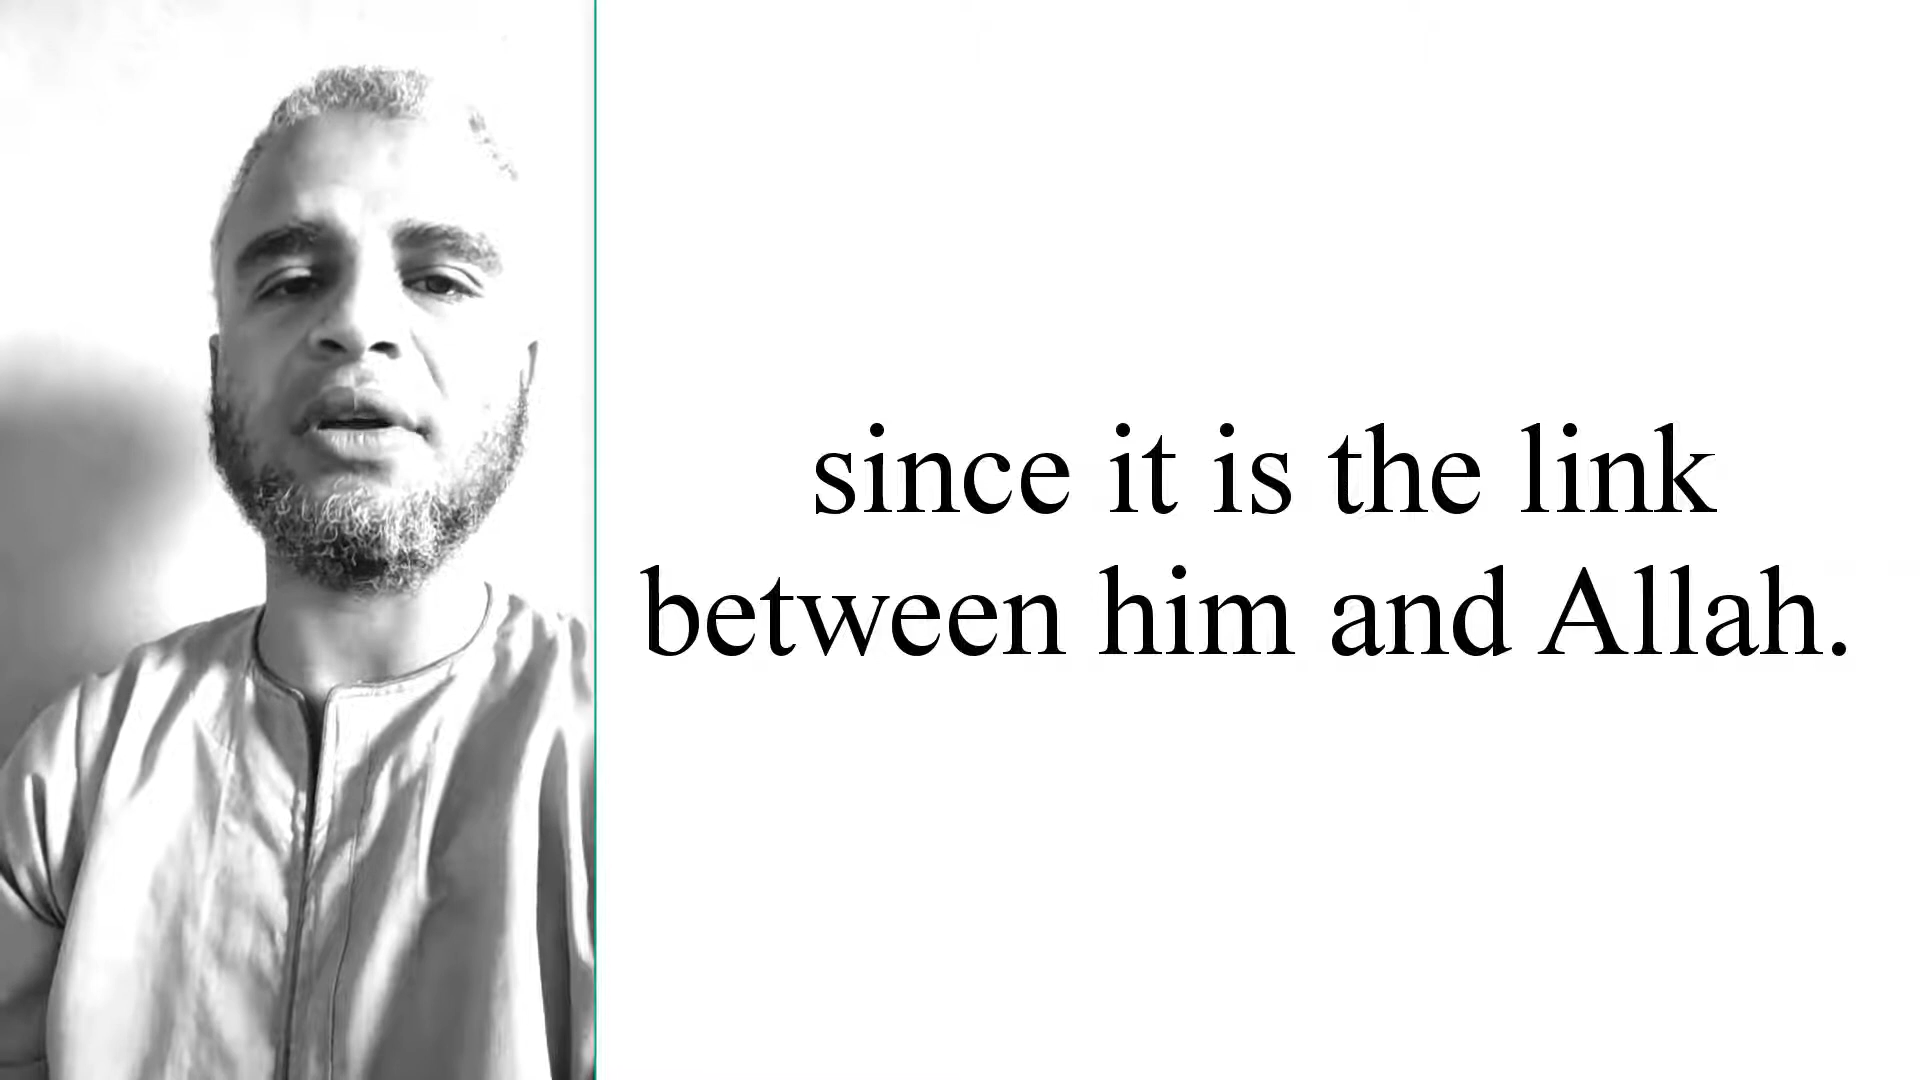 since it is the link
between him and Allah.